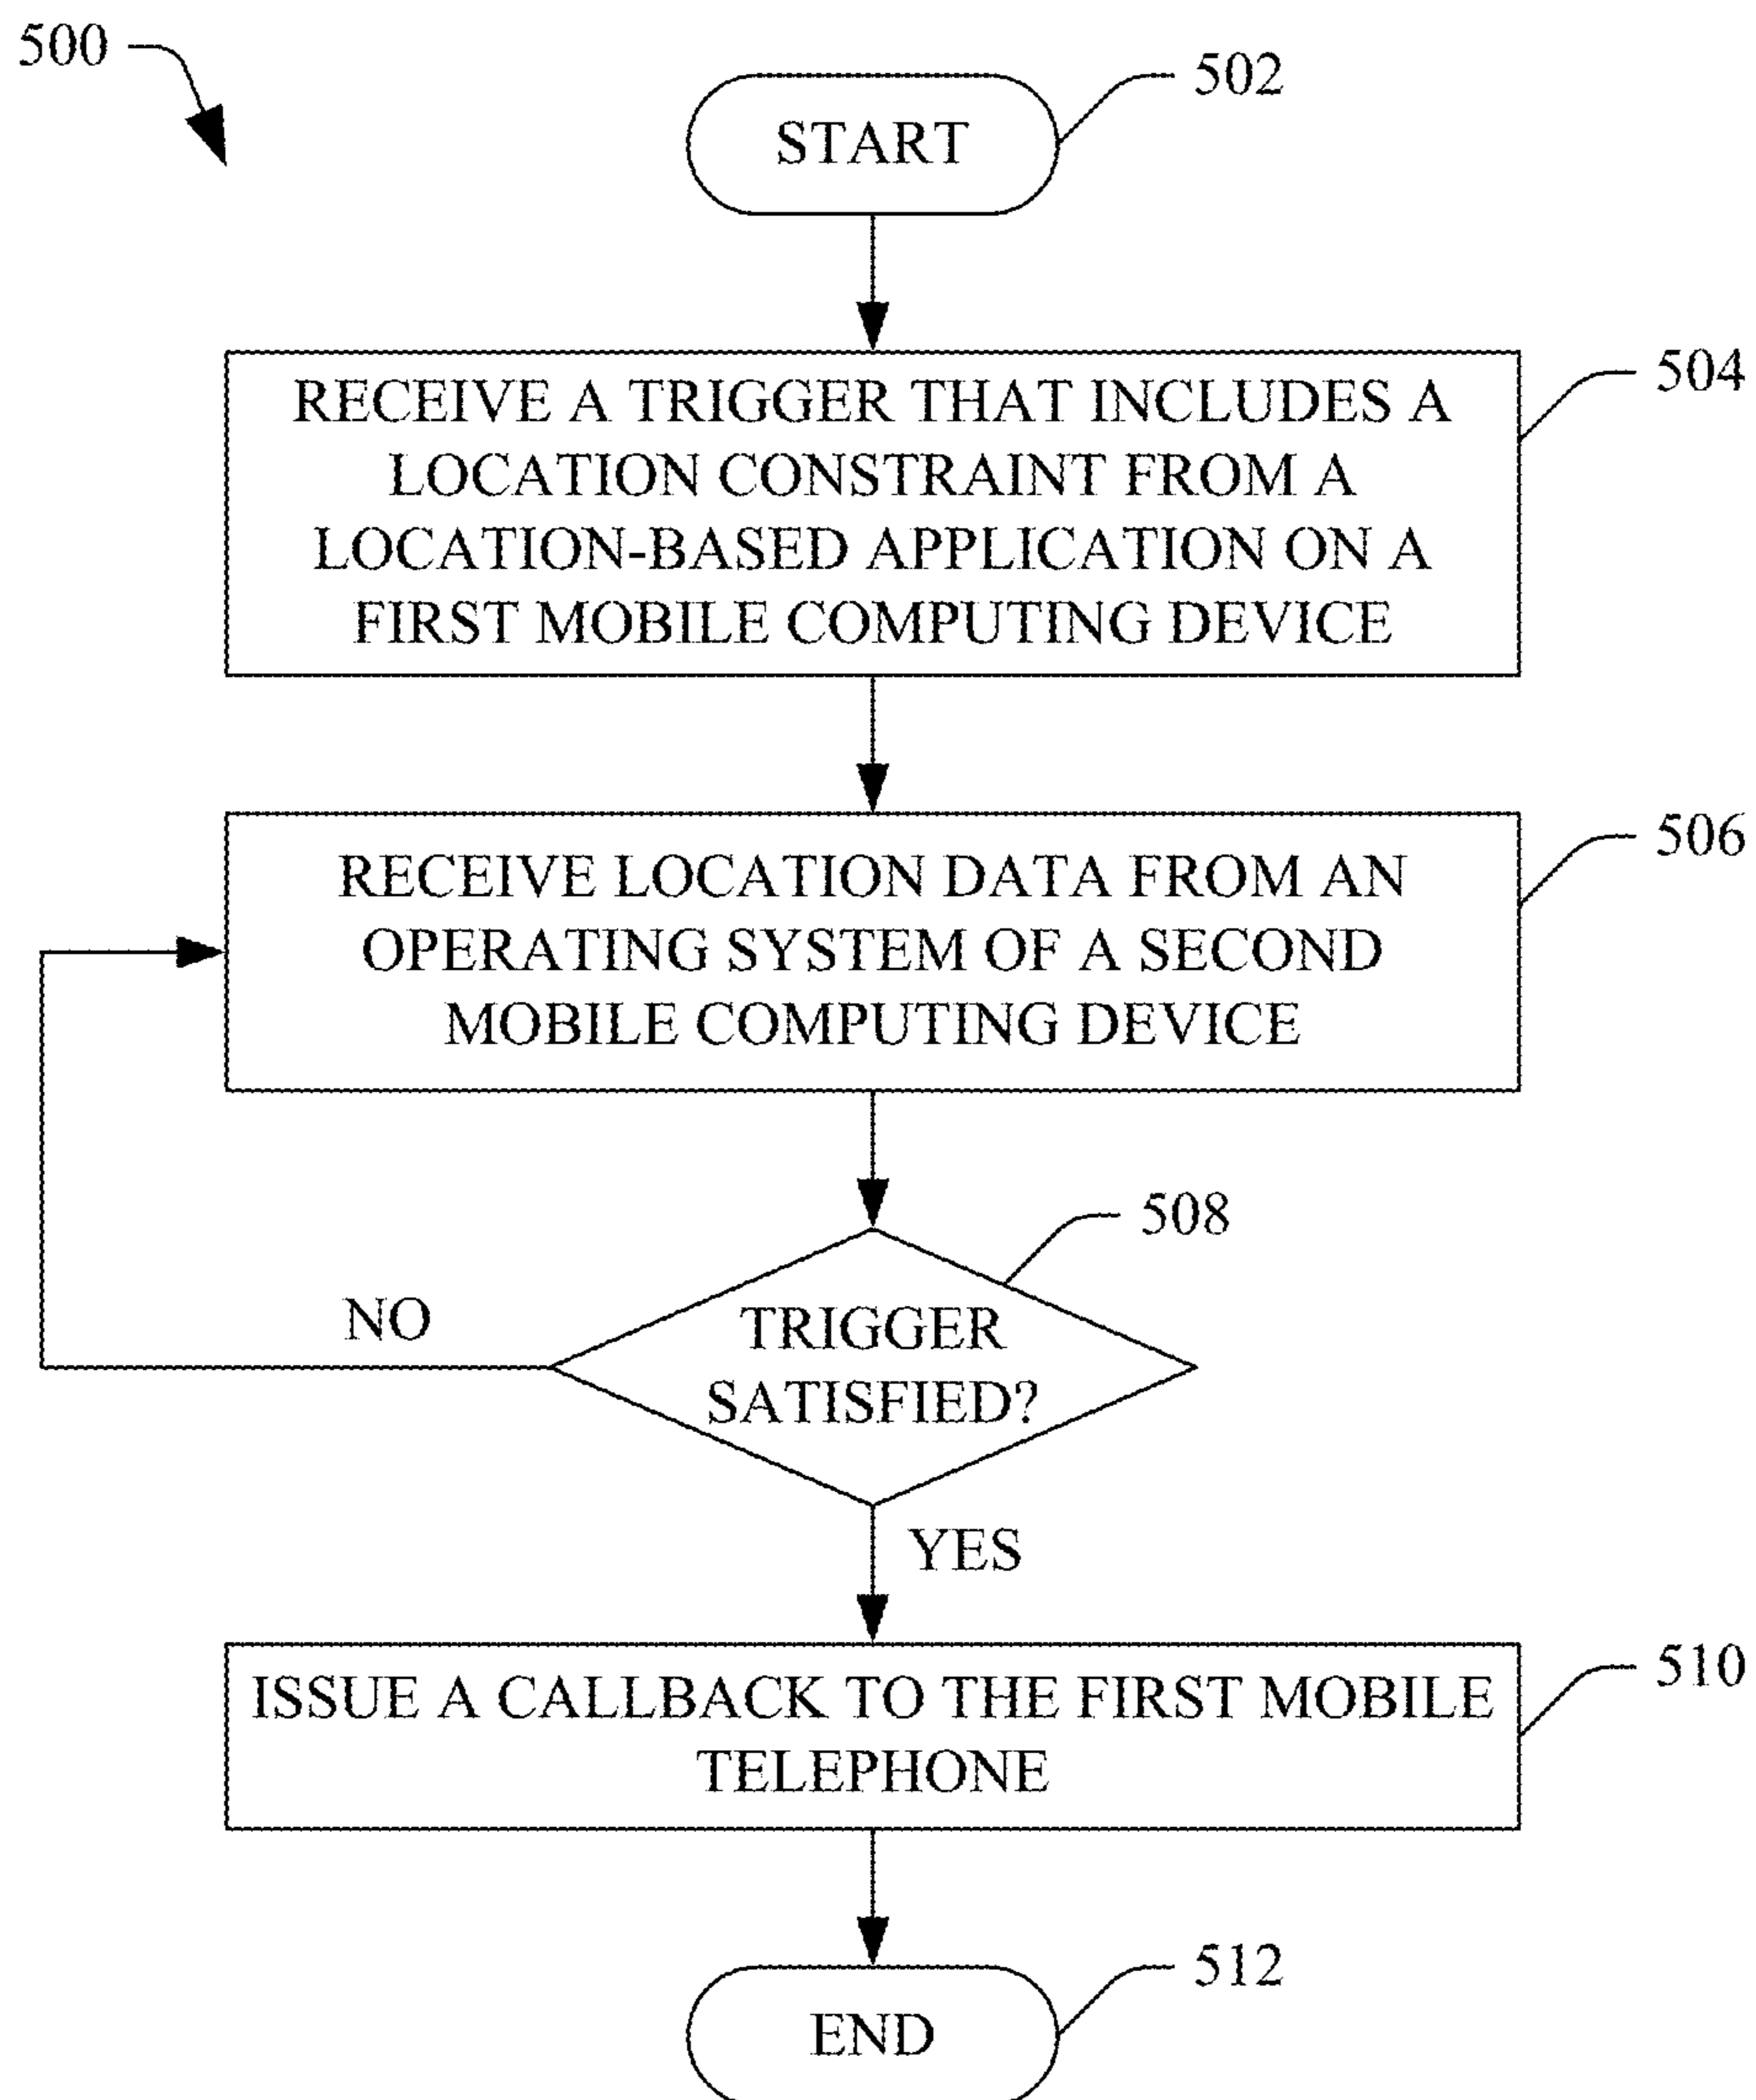 500
502
START
RECEIVE A TRIGGER THAT INCLUDES A
LOCATION CONSTRAINT FROM A
LOCATION-BASED APPLICATION ON A
FIRST MOBILE COMPUTING DEVICE
504
RECEIVE LOCATION DATA FROM AN
OPERATING SYSTEM OF A SECOND
MOBILE COMPUTING DEVICE
506
508
TRIGGER
SATISFIED?
NO
YES
ISSUE A CALLBACK TO THE FIRST MOBILE
TELEPHONE
510
512
END